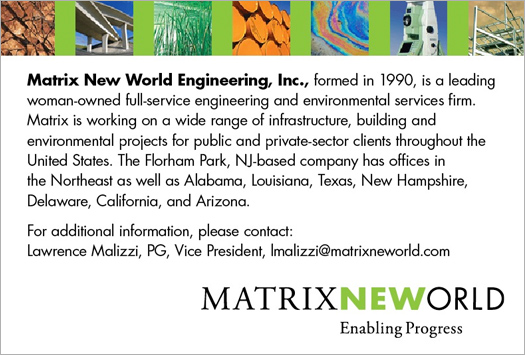 Matrix New World Engineering, Inc., formed in 1990, is a leading
woman-owned full-service engineering and environmental services firm.
Matrix is working on a wide range of infrastructure, building and
environmental projects for public and private-sector clients throughout the
United States. The Florham Park, NJ-based company has offices in
the Northeast as well as Alabama, Louisiana, Texas, New Hampshire,
Delaware, California, and Arizona.
For additional information, please contact:
Lawrence Malizzi, PG, Vice President, lmalizzi@matrixneworld.com
MATRIXNEWORLD
Enabling Progress